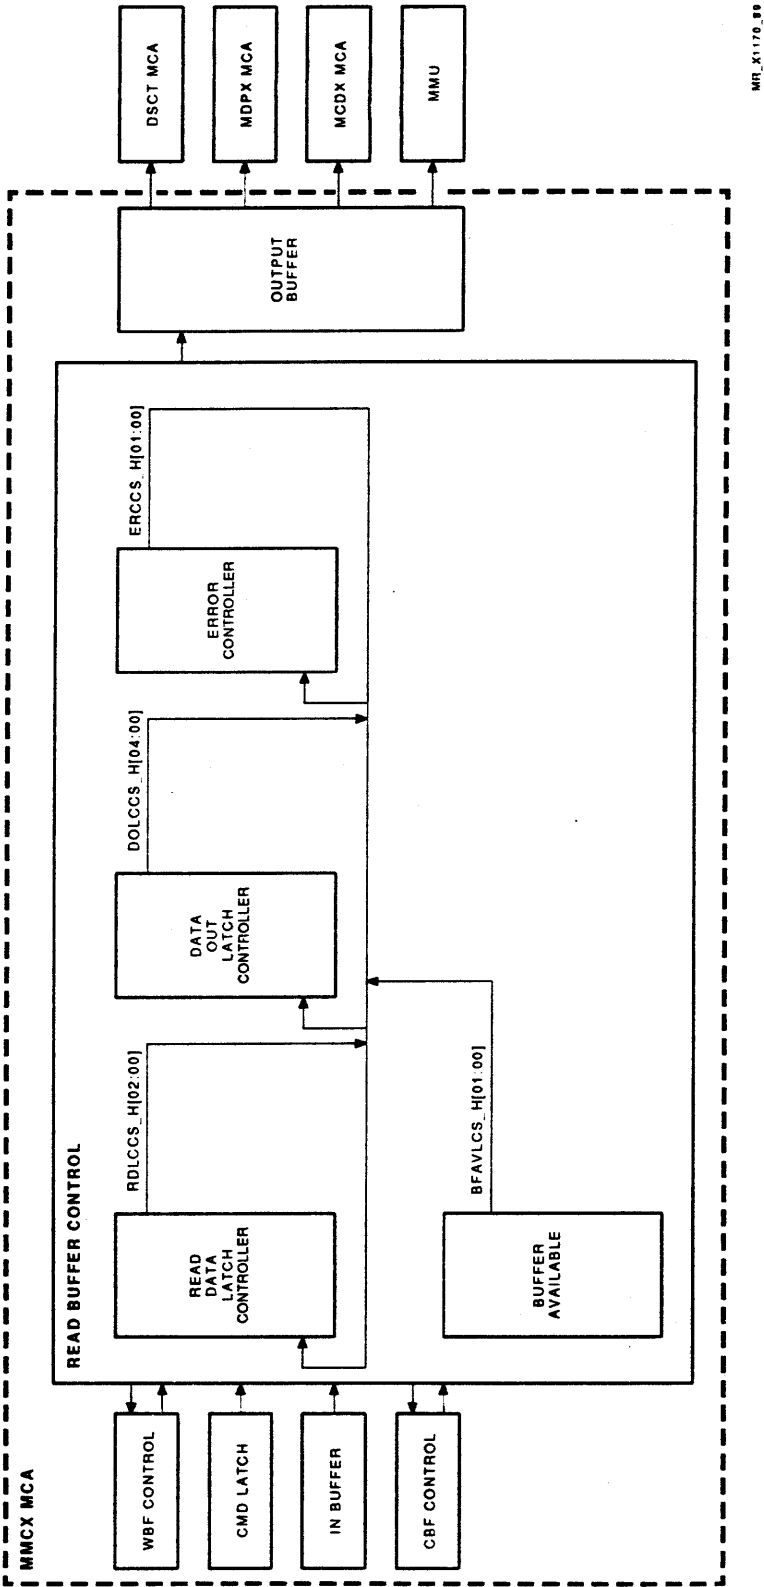 MMCX MCA
WBF CONTROL
CMD LATCH
IN BUFFER
CBF CONTROL
READ BUFFER CONTROL
READ
DATA
LATCH
CONTROLLER
RDLCCS_H[02:00]
BUFFER
AVAILABLE
BFAVLCS_H[01:00]
DATA
OUT
LATCH
CONTROLLER
DOLCCS_H[04:00]
ERROR
CONTROLLER
ERCCS_H[01:00]
OUTPUT
BUFFER
DSCT MCA
MDPX MCA
MCDX MCA
MMU
MR_X1170_89